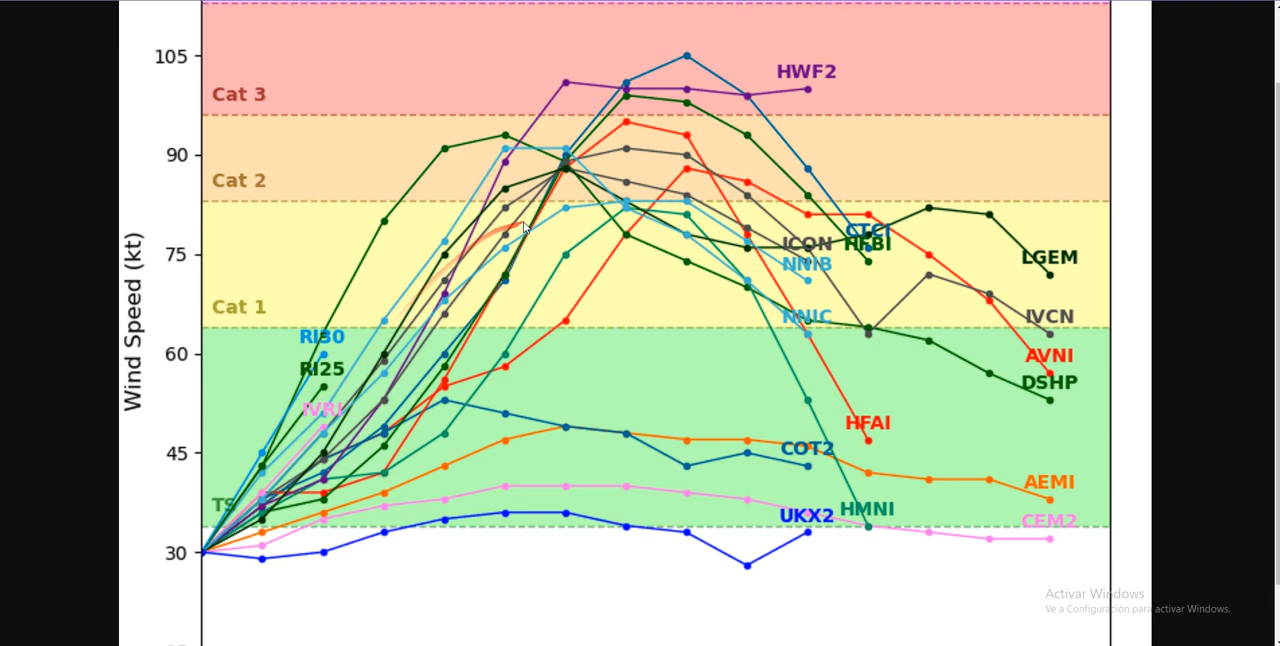 105
HWF2
Cat 3
90
Cat 2
CTCI
ICON
HFBI
75
LGEM
NNIB
Cat 1
NNIC
IVCN
RI30
60
AVNI
RI25
DSHP
IVRI
HFAI
45
COT2
AEMI
TS
HMNI
UKX2
CEM2
30
Wind Speed (kt)
Activar Windows
Ve a Configuración para activar Windows.